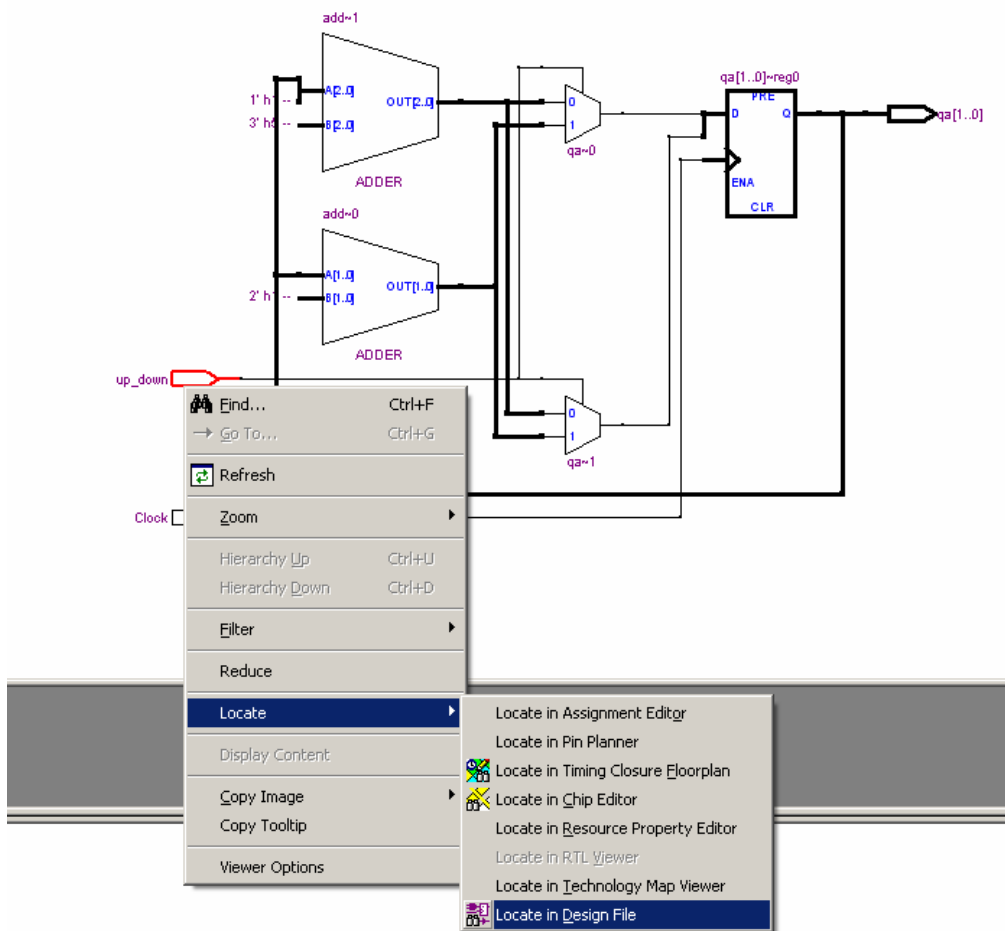 add~1
A[2..0]
OUT[2..0]
B[2..0]
1' h1 --
3' h5 --
ADDER
0
1
qa~0
qa[1..0]~reg0
PRE
D
Q
ENA
CLR
qa[1..0]
add~0
A[1..0]
OUT[1..0]
B[1..0]
2' h1 --
ADDER
up_down
0
1
qa~1
Clock
Find... Ctrl+F
Go To... Ctrl+G
Refresh
Zoom
Hierarchy Up Ctrl+U
Hierarchy Down Ctrl+D
Filter
Reduce
Locate
Display Content
Copy Image
Copy Tooltip
Viewer Options
Locate in Assignment Editor
Locate in Pin Planner
Locate in Timing Closure Floorplan
Locate in Chip Editor
Locate in Resource Property Editor
Locate in RTL Viewer
Locate in Technology Map Viewer
Locate in Design File